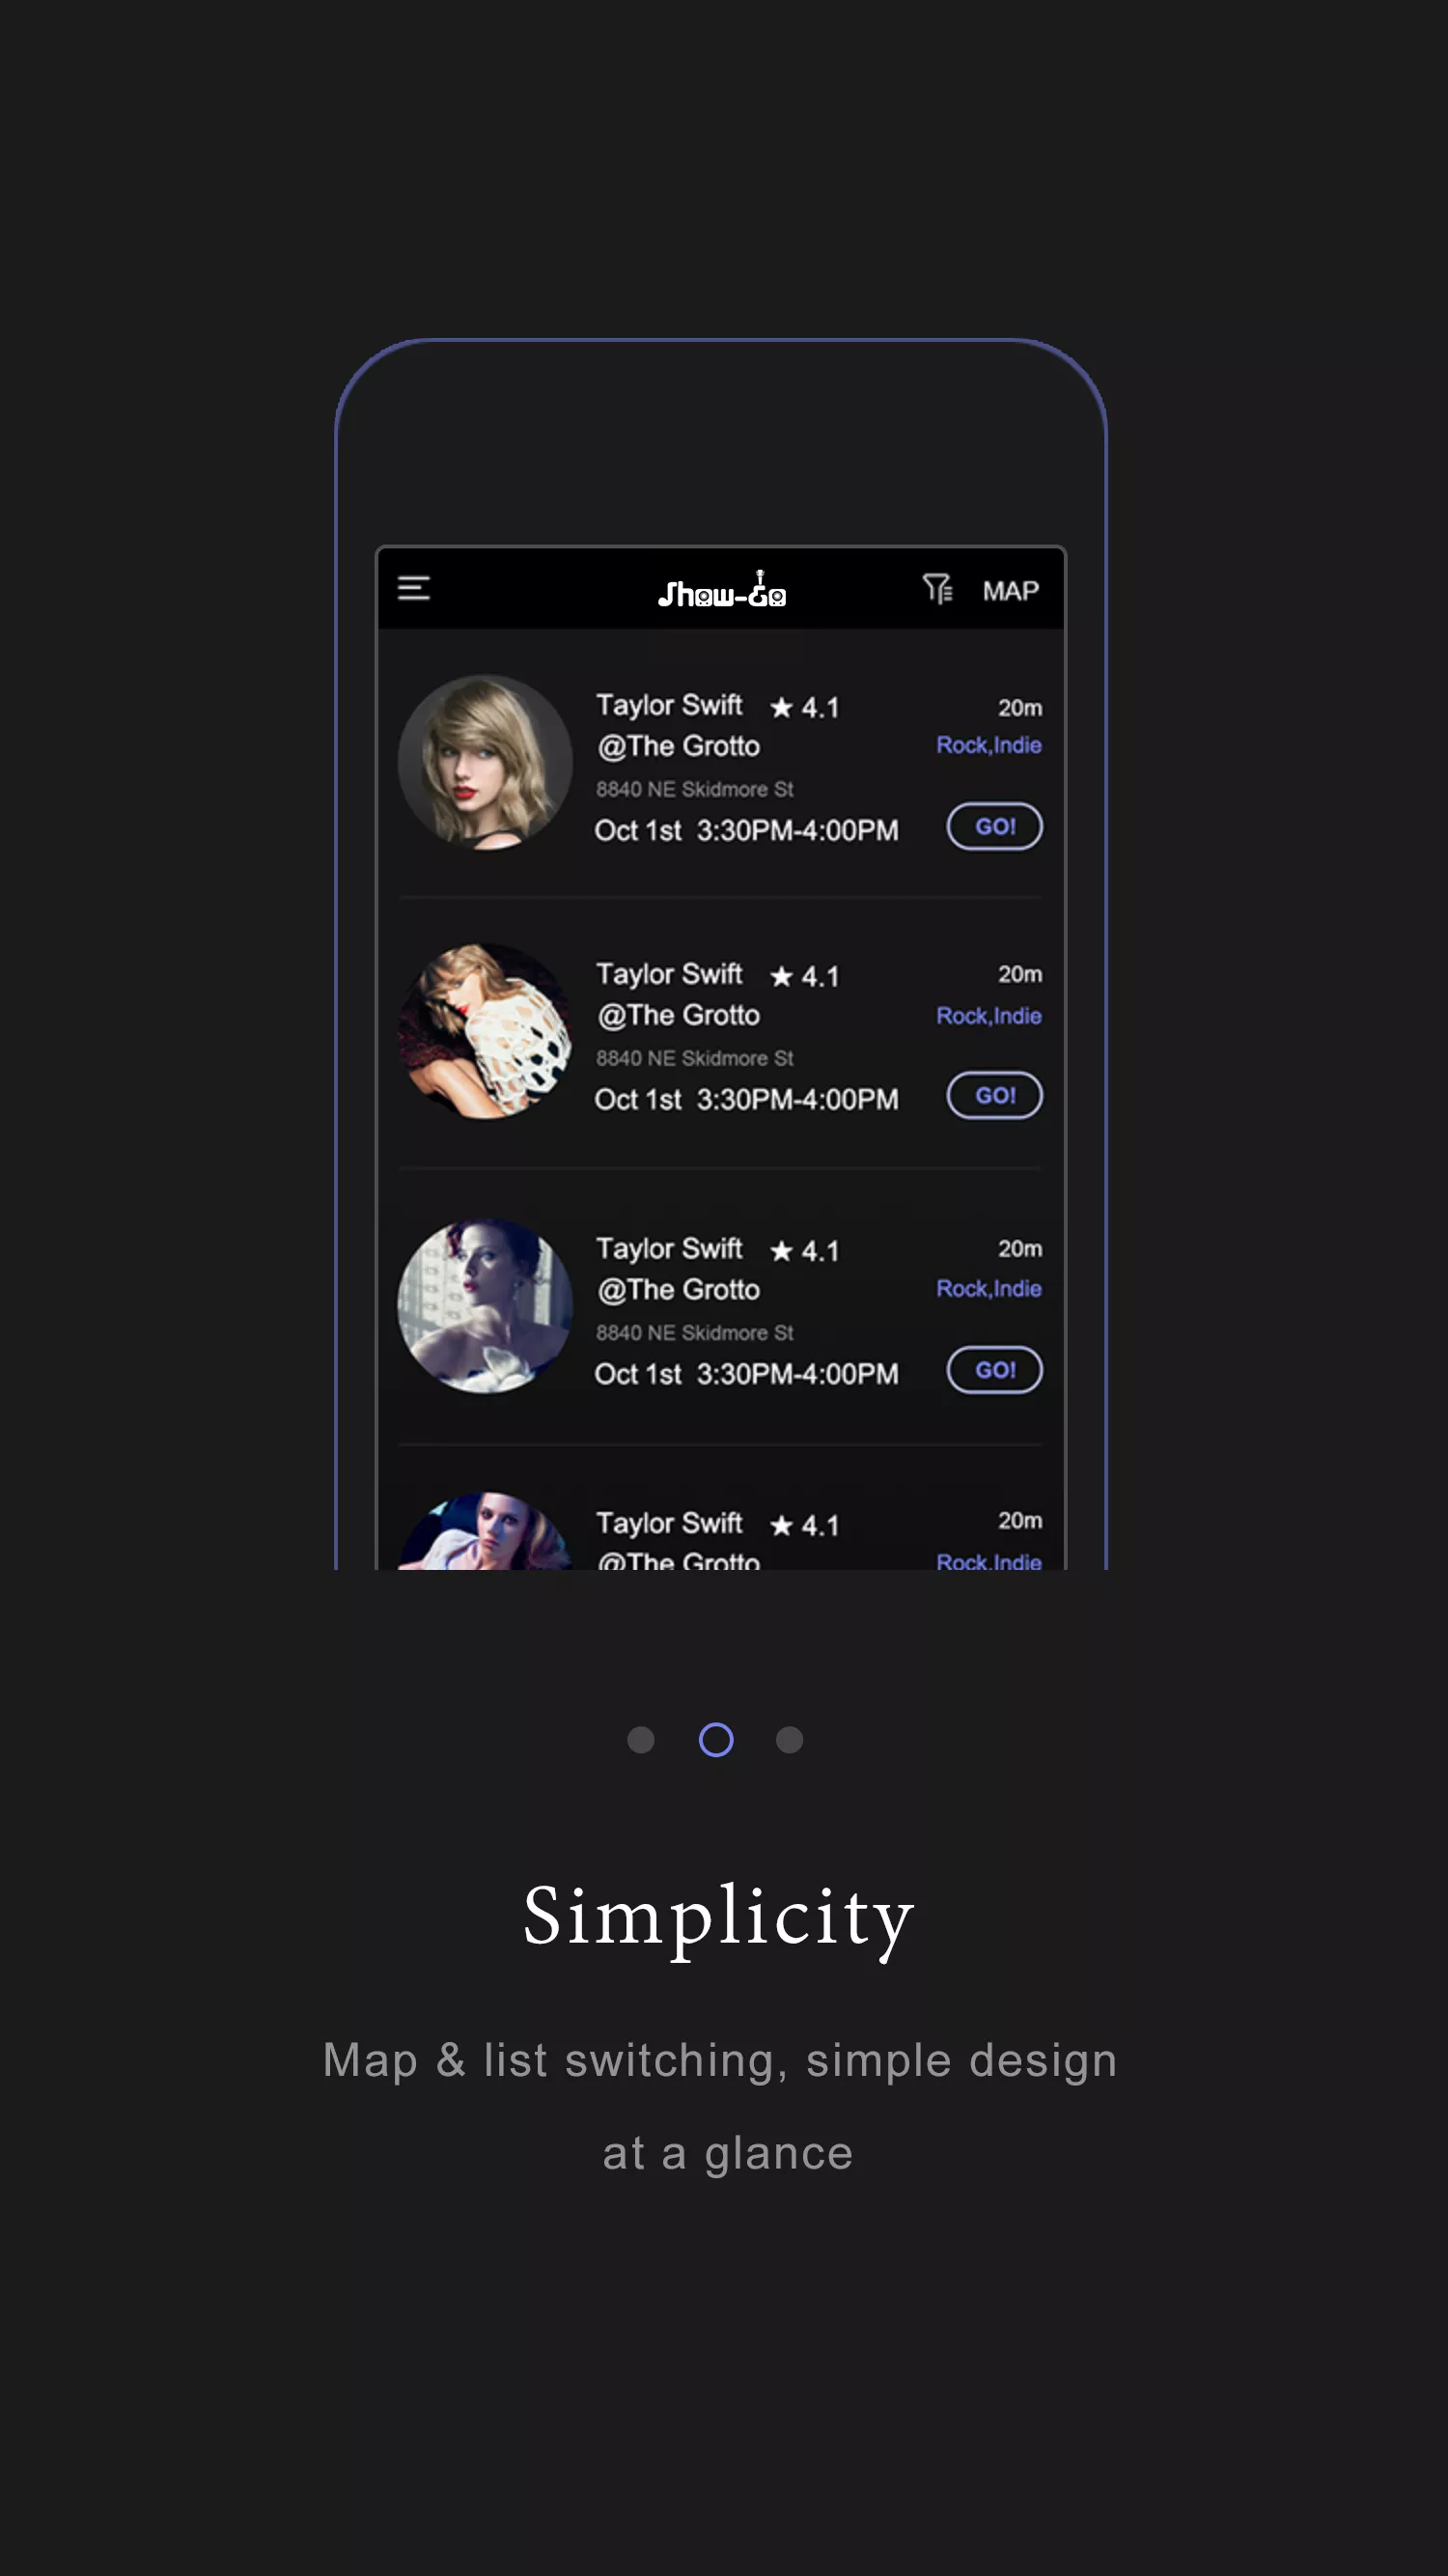 Show-Go MAP
Taylor Swift ★ 4.1 20m
@The Grotto Rock,Indie
8840 NE Skidmore St
Oct 1st 3:30PM-4:00PM GO!
Taylor Swift ★ 4.1 20m
@The Grotto Rock,Indie
8840 NE Skidmore St
Oct 1st 3:30PM-4:00PM GO!
Taylor Swift ★ 4.1 20m
@The Grotto Rock,Indie
8840 NE Skidmore St
Oct 1st 3:30PM-4:00PM GO!
Taylor Swift ★ 4.1 20m
@The Grotto Rock,Indie
Simplicity
Map & list switching, simple design
at a glance